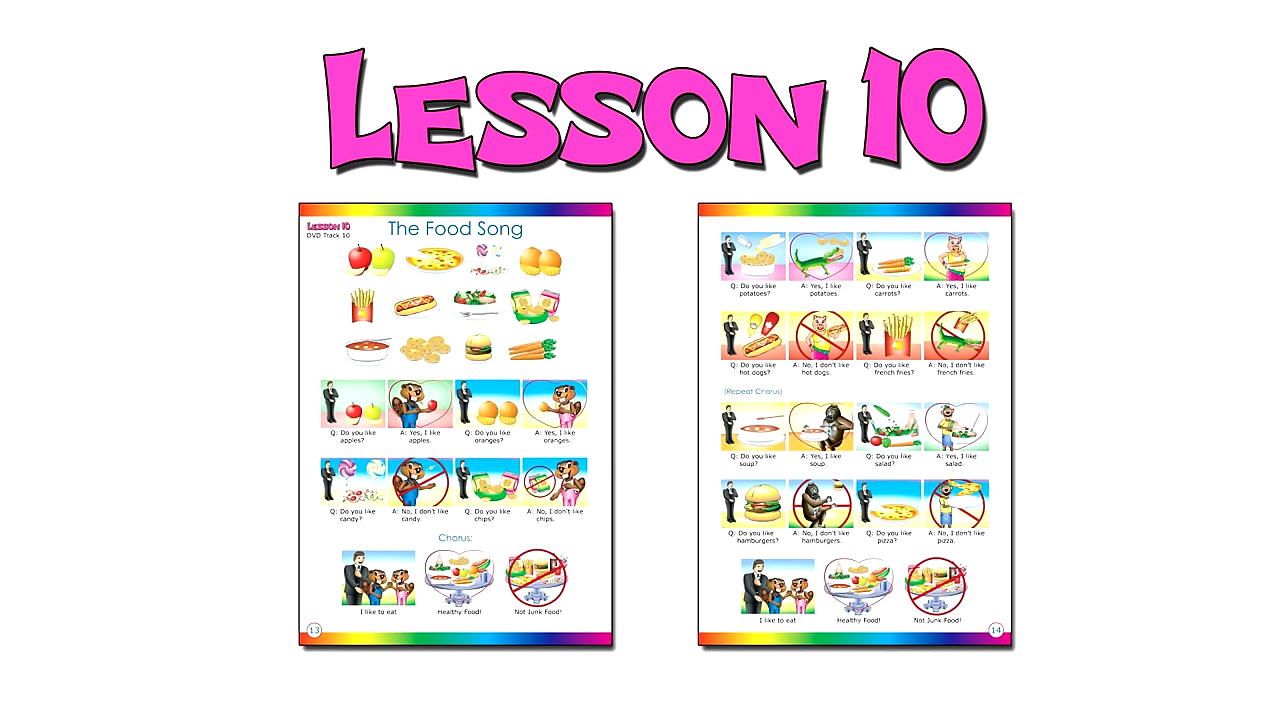 LESSON 10
LESSON 10
DVD Track 10
The Food Song
Q: Do you like
apples?
A: Yes, I like
apples.
Q: Do you like
oranges?
A: Yes, I like
oranges.
Q: Do you like
candy?
A: No, I don't like
candy.
Q: Do you like
chips?
A: No, I don't like
chips.
Chorus:
I like to eat
Healthy Food!
Not Junk Food!
13
Q: Do you like
potatoes?
A: Yes, I like
potatoes.
Q: Do you like
carrots?
A: Yes, I like
carrots.
Q: Do you like
hot dogs?
A: No, I don't like
hot dogs.
Q: Do you like
french fries?
A: No, I don't like
french fries.
(Repeat Chorus)
Q: Do you like
soup?
A: Yes, I like
soup.
Q: Do you like
salad?
A: Yes, I like
salad.
Q: Do you like
hamburgers?
A: No, I don't like
hamburgers.
Q: Do you like
pizza?
A: No, I don't like
pizza.
I like to eat
Healthy Food!
Not Junk Food!
14